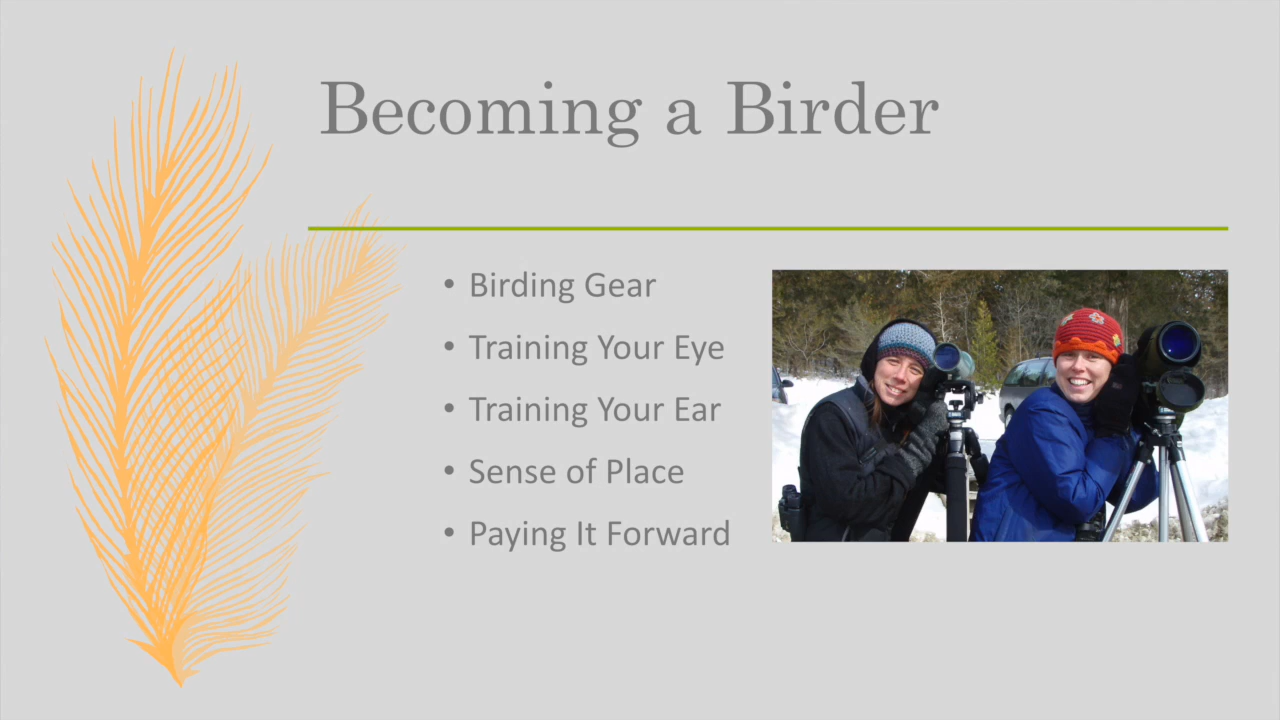 Becoming a Birder
• Birding Gear
• Training Your Eye
• Training Your Ear
• Sense of Place
• Paying It Forward